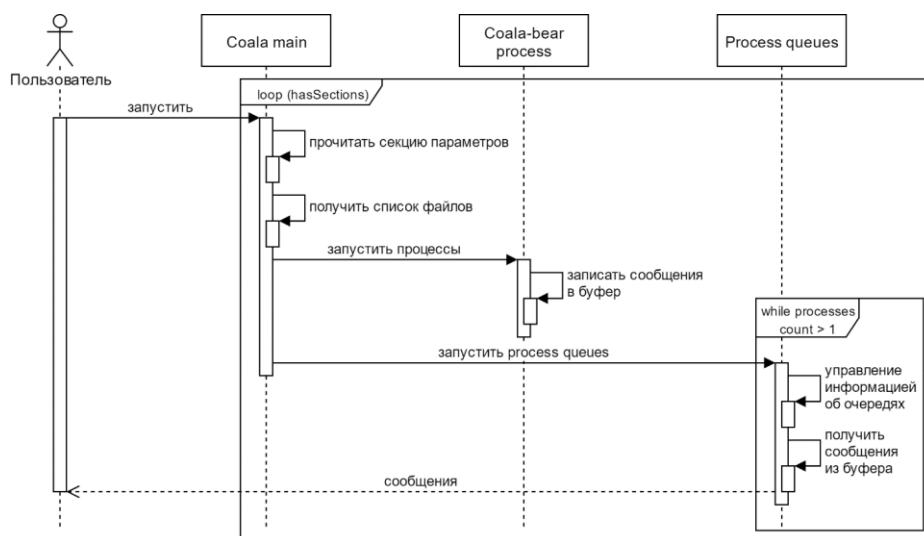 Coala main
Coala-bear
process
Process queues
Пользователь
loop (hasSections)
запустить
прочитать секцию параметров
получить список файлов
запустить процессы
записать сообщения
в буфер
while processes
count > 1
запустить process queues
управление
информацией
об очередях
получить
сообщения
из буфера
сообщения